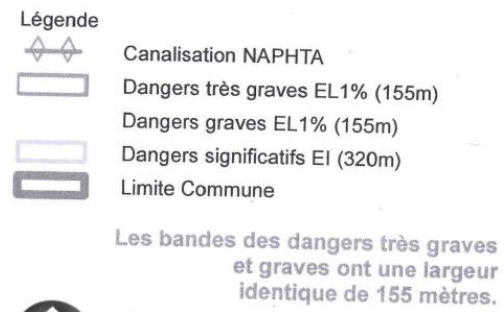 Légende
Canalisation NAPHTA
Dangers très graves EL1% (155m)
Dangers graves EL1% (155m)
Dangers significatifs EI (320m)
Limite Commune
Les bandes des dangers très graves
et graves ont une largeur
identique de 155 mètres.